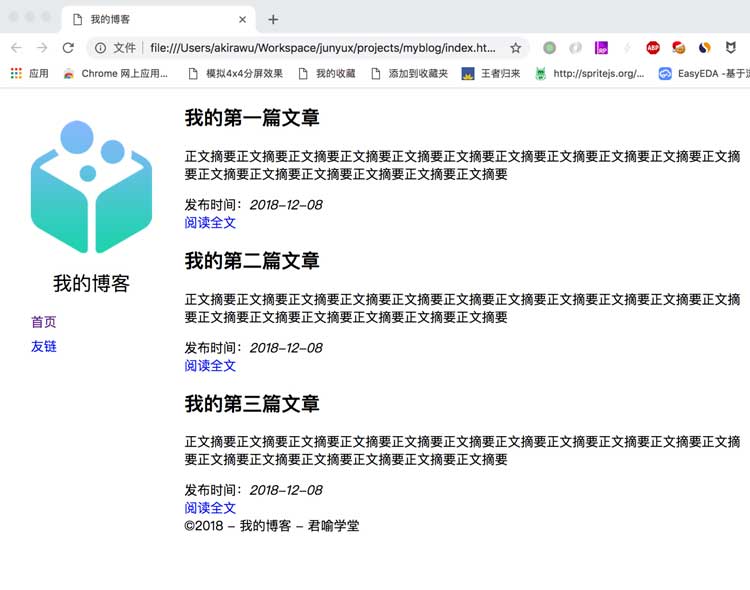 我的博客
文件 file:///Users/akirawu/Workspace/junyux/projects/myblog/index.ht...
RP ABP
应用 Chrome 网上应用... 模拟4x4分屏效果 我的收藏 添加到收藏夹 王者归来 http://spritejs.org/... EasyEDA -基于
我的第一篇文章
正文摘要正文摘要正文摘要正文摘要正文摘要正文摘要正文摘要正文摘要正文摘要正文摘要正文摘
要正文摘要正文摘要正文摘要正文摘要正文摘要正文摘要
发布时间：2018-12-08
阅读全文
我的博客
首页
友链
我的第二篇文章
正文摘要正文摘要正文摘要正文摘要正文摘要正文摘要正文摘要正文摘要正文摘要正文摘要正文摘
要正文摘要正文摘要正文摘要正文摘要正文摘要正文摘要
发布时间：2018-12-08
阅读全文
我的第三篇文章
正文摘要正文摘要正文摘要正文摘要正文摘要正文摘要正文摘要正文摘要正文摘要正文摘要正文摘
要正文摘要正文摘要正文摘要正文摘要正文摘要正文摘要
发布时间：2018-12-08
阅读全文
©2018 – 我的博客 – 君喻学堂